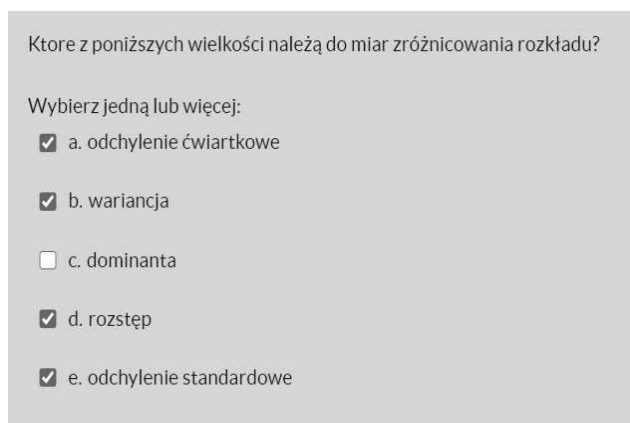 Ktore z poniższych wielkości należą do miar zróżnicowania rozkładu?
Wybierz jedną lub więcej:
a. odchylenie ćwiartkowe
b. wariancja
c. dominanta
d. rozstęp
e. odchylenie standardowe